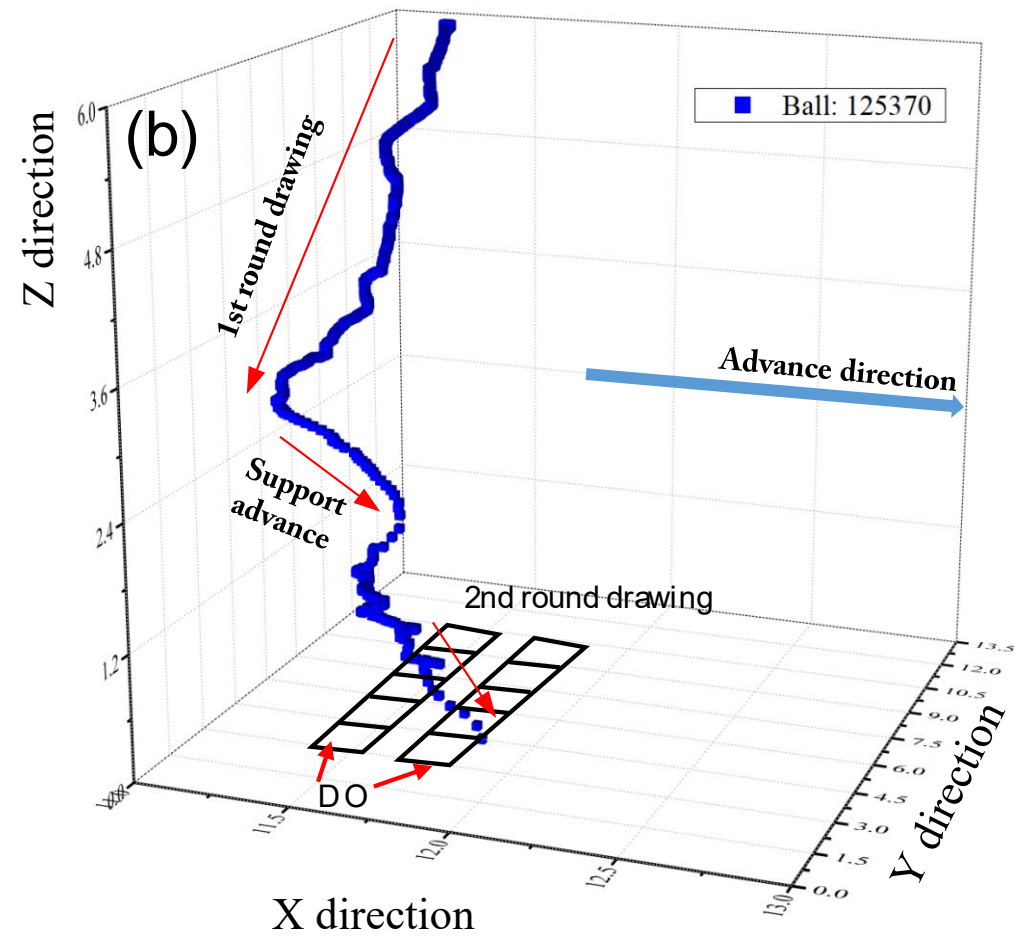 (b)
Ball: 125370
Z direction
6.0
4.8
3.6
2.4
1.2
1st round drawing
Advance direction
Support
advance
2nd round drawing
DO
11.5
12.0
12.5
13.0
X direction
13.5
12.0
10.5
9.0
7.5
6.0
4.5
3.0
1.5
0.0
Y direction